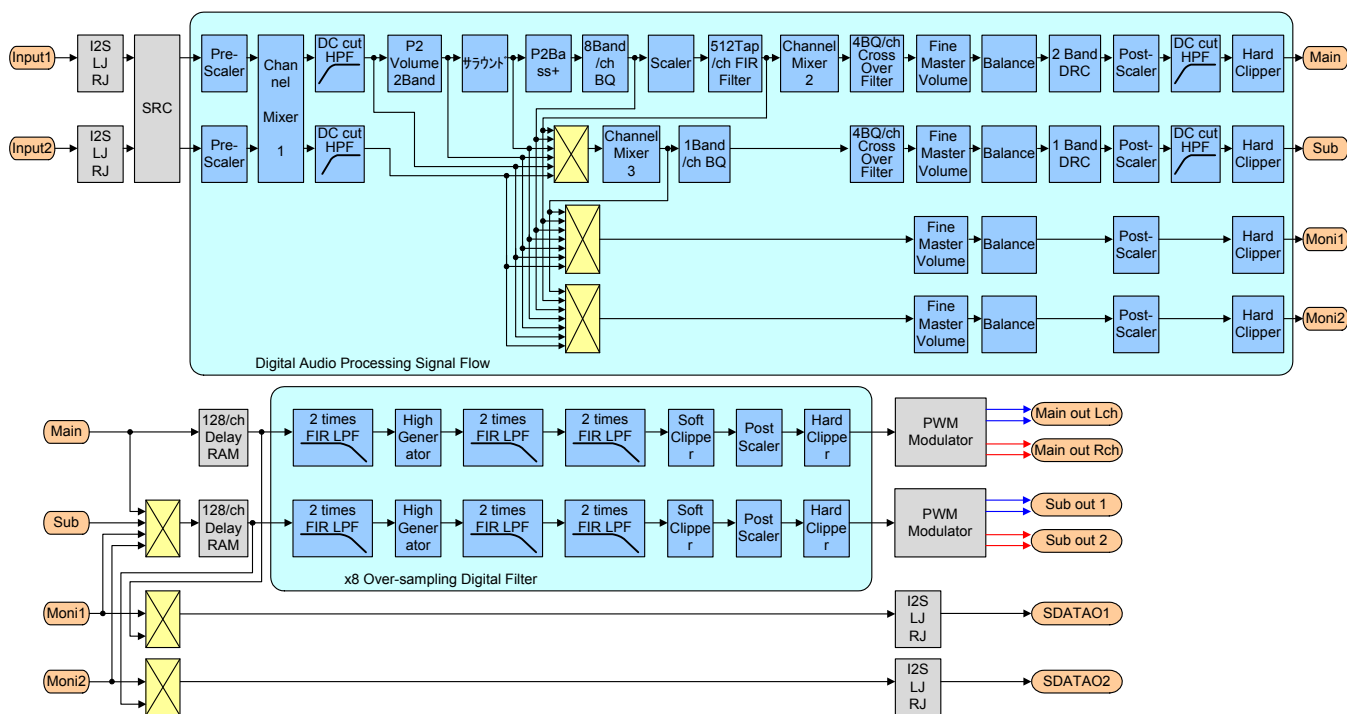 Input1
I2S
LJ
RJ
SRC
Pre-
Scaler
Chan
nel
Mixer
1
DC cut
HPF
P2
Volume
2Band
サラウンド
P2Ba
ss+
8Band
/ch
BQ
Scaler
512Tap
/ch FIR
Filter
Channel
Mixer
2
4BQ/ch
Cross
Over
Filter
Fine
Master
Volume
Balance
2 Band
DRC
Post-
Scaler
DC cut
HPF
Hard
Clipper
Main
Input2
I2S
LJ
RJ
Pre-
Scaler
DC cut
HPF
Channel
Mixer
3
1Band
/ch BQ
4BQ/ch
Cross
Over
Filter
Fine
Master
Volume
Balance
1 Band
DRC
Post-
Scaler
DC cut
HPF
Hard
Clipper
Sub
Fine
Master
Volume
Balance
Post-
Scaler
Hard
Clipper
Moni1
Fine
Master
Volume
Balance
Post-
Scaler
Hard
Clipper
Moni2
Digital Audio Processing Signal Flow
Main
128/ch
Delay
RAM
2 times
FIR LPF
High
Gener
ator
2 times
FIR LPF
2 times
FIR LPF
Soft
Clippe
r
Post
Scaler
Hard
Clippe
r
PWM
Modulator
Main out Lch
Main out Rch
Sub
128/ch
Delay
RAM
2 times
FIR LPF
High
Gener
ator
2 times
FIR LPF
2 times
FIR LPF
Soft
Clippe
r
Post
Scaler
Hard
Clippe
r
PWM
Modulator
Sub out 1
Sub out 2
x8 Over-sampling Digital Filter
Moni1
I2S
LJ
RJ
SDATAO1
Moni2
I2S
LJ
RJ
SDATAO2